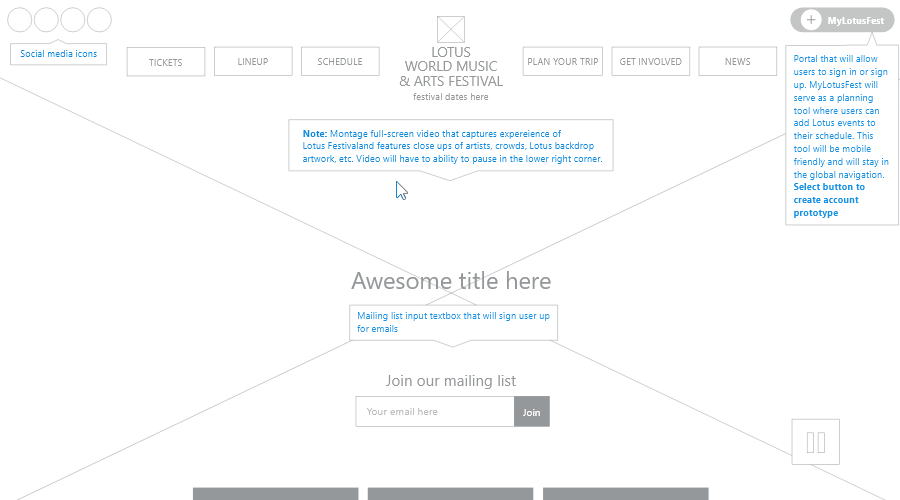 Social media icons
TICKETS
LINEUP
SCHEDULE
LOTUS
WORLD MUSIC
& ARTS FESTIVAL
festival dates here
PLAN YOUR TRIP
GET INVOLVED
NEWS
MyLotusFest
Portal that will allow
users to sign in or sign
up. MyLotusFest will
serve as a planning
tool where users can
add Lotus events to
their schedule. This
tool will be mobile
friendly and will stay in
the global navigation.
Select button to
create account
prototype
Note: Montage full-screen video that captures expereience of
Lotus Festivaland features close ups of artists, crowds, Lotus backdrop
artwork, etc. Video will have to ability to pause in the lower right corner.
Awesome title here
Mailing list input textbox that will sign user up
for emails
Join our mailing list
Your email here
Join